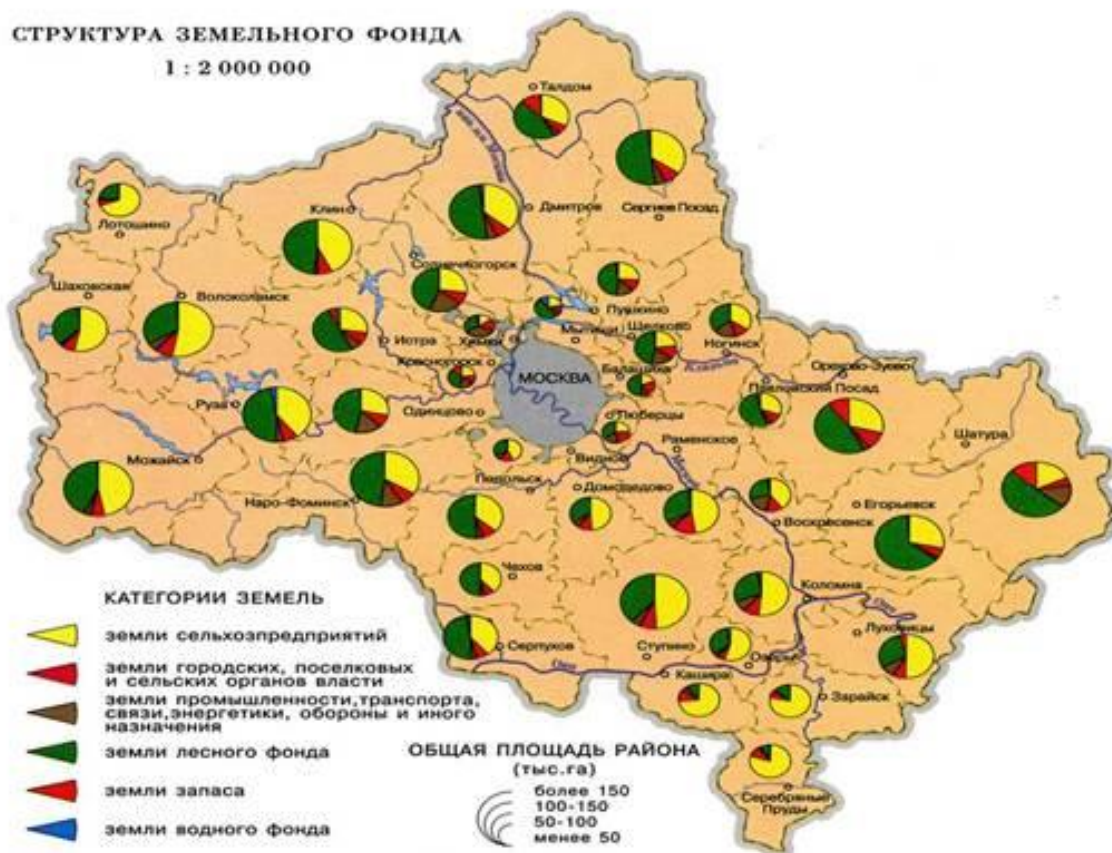 СТРУКТУРА ЗЕМЕЛЬНОГО ФОНДА
1 : 2 000 000
Талдом
Сергиев Посад
Дмитров
Клин
Лотошино
Солнечногорск
Шаховская
Волоколамск
Пушкино
Истра
Химки
Мытищи
Щелково
Ногинск
Красногорск
Балашиха
Клязьма
Орехово-Зуево
Павловский Посад
МОСКВА
Руза
Одинцово
Люберцы
Шатура
Можайск
Видное
Раменское
Подольск
Домодедово
Наро-Фоминск
Егорьевск
Воскресенск
Чехов
Коломна
Ока
Луховицы
Серпухов
Ступино
Озёры
Ока
Кашира
Зарайск
Серебряные
Пруды
КАТЕГОРИИ ЗЕМЕЛЬ
земли сельхозпредприятий
земли городских, поселковых
и сельских органов власти
земли промышленности,транспорта,
связи,энергетики, обороны и иного
назначения
земли лесного фонда
земли запаса
земли водного фонда
ОБЩАЯ ПЛОЩАДЬ РАЙОНА
(тыс.га)
более 150
100-150
50-100
менее 50